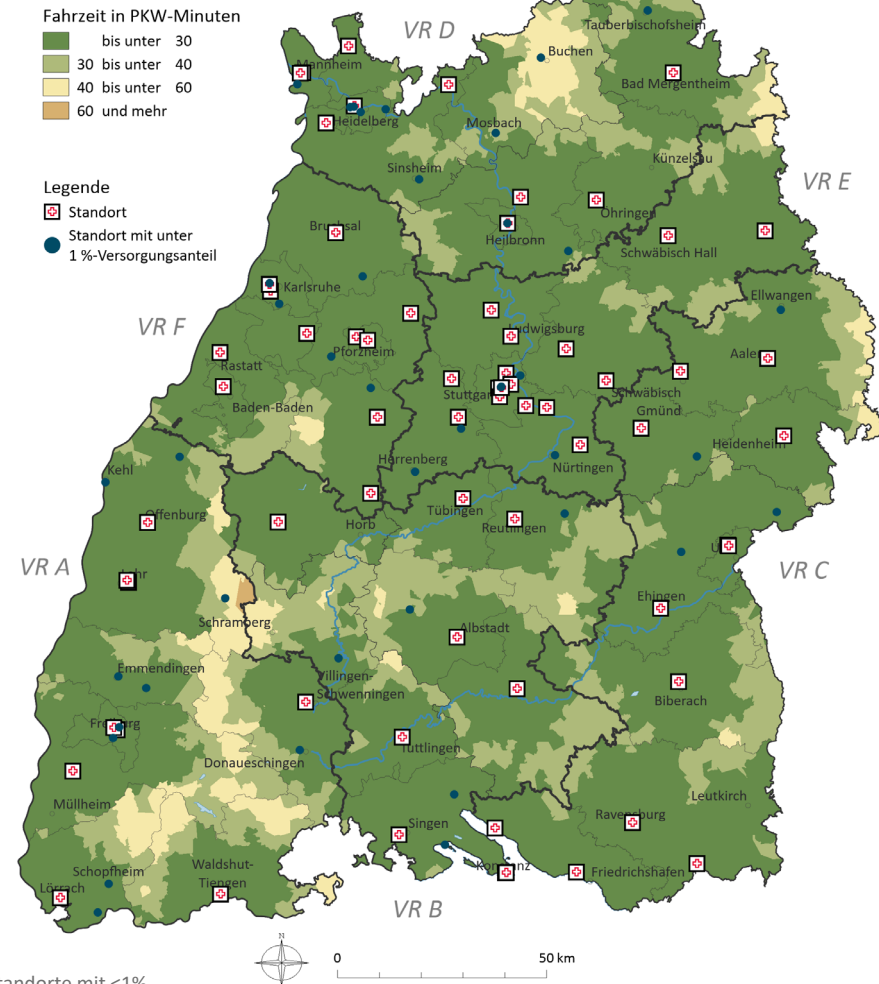 Fahrzeit in PKW-Minuten
bis unter 30
30 bis unter 40
40 bis unter 60
60 und mehr
Legende
Standort
Standort mit unter
1 %-Versorgungsanteil
VR D
Tauberbischofsheim
Buchen
Mannheim
Bad Mergentheim
Heidelberg
Mosbach
Künzelsau
Sinsheim
VR E
Öhringen
Bruchsal
Heilbronn
Schwäbisch Hall
Karlsruhe
Ellwangen
VR F
Ludwigsburg
Pforzheim
Aalen
Rastatt
Stuttgart
Schwäbisch
Gmünd
Baden-Baden
Heidenheim
Herrenberg
Nürtingen
Kehl
Offenburg
Horb
Tübingen
Reutlingen
VR A
Lahr
VR C
Ehingen
Schramberg
Albstadt
Emmendingen
Villingen-
Schwenningen
Biberach
Freiburg
Tuttlingen
Donaueschingen
Leutkirch
Müllheim
Ravensburg
Singen
Waldshut-
Tiengen
Schopfheim
Konstanz
Friedrichshafen
Lörrach
VR B
N
0 50 km
tandorte mit <1%